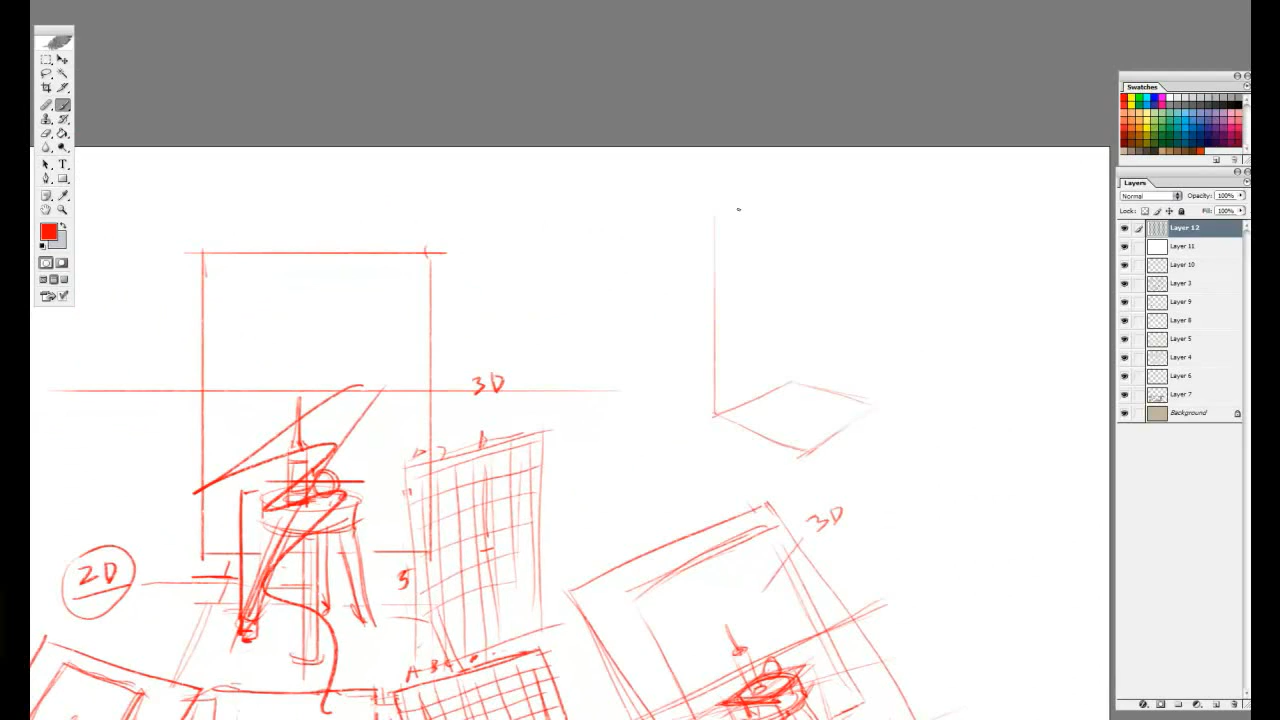 Swatches
Layers
Normal
Opacity: 100%
Lock:
Fill: 100%
Layer 12
Layer 11
Layer 10
Layer 3
Layer 9
Layer 8
Layer 5
Layer 4
Layer 6
Layer 7
Background
3D
3D
2D
5